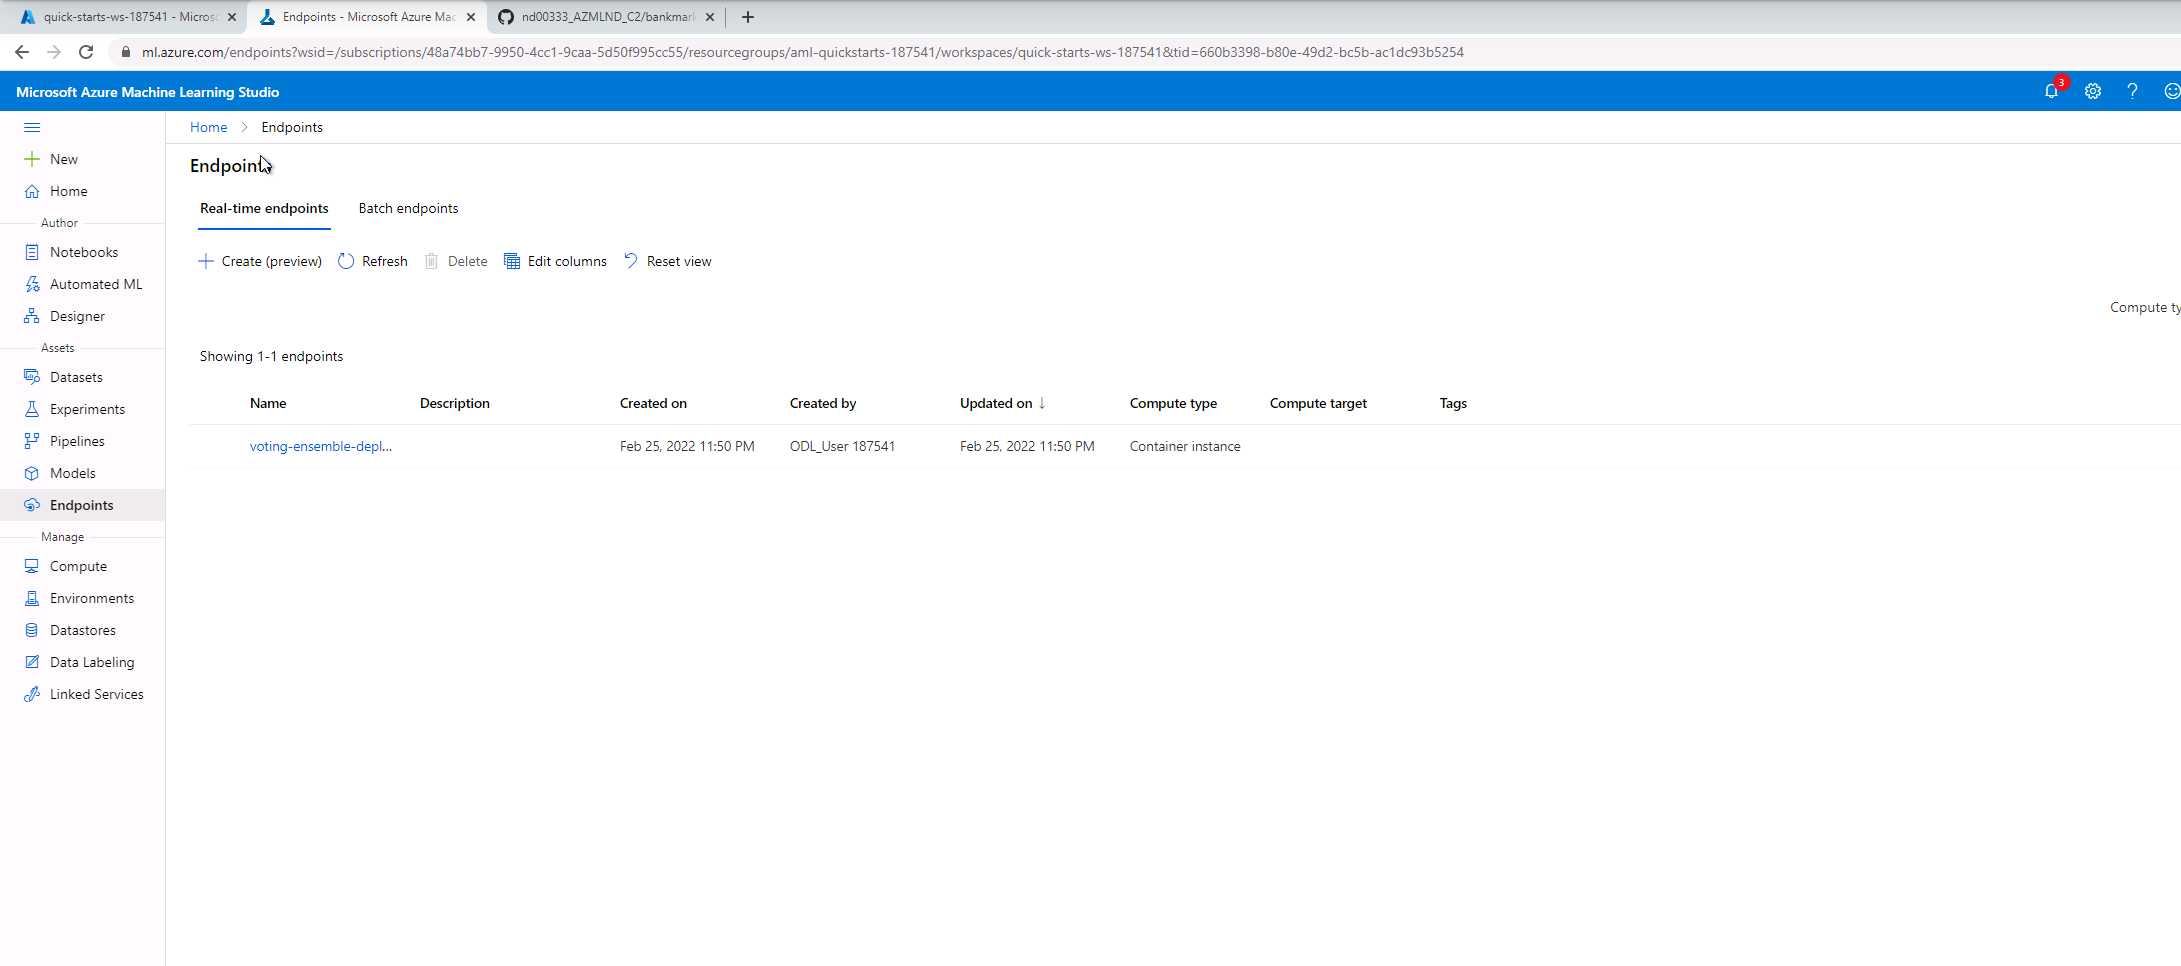 quick-starts-ws-187541 - Micros
Endpoints - Microsoft Azure Mac
nd00333_AZMLND_C2/bankmar
ml.azure.com/endpoints?wsid=/subscriptions/48a74bb7-9950-4cc1-9caa-5d50f995cc55/resourcegroups/aml-quickstarts-187541/workspaces/quick-starts-ws-187541&tid=660b3398-b80e-49d2-bc5b-ac1dc93b5254
Microsoft Azure Machine Learning Studio
3
Home > Endpoints
New
Home
Author
Notebooks
Automated ML
Designer
Assets
Datasets
Experiments
Pipelines
Models
Endpoints
Manage
Compute
Environments
Datastores
Data Labeling
Linked Services
Endpoints
Real-time endpoints Batch endpoints
Create (preview) Refresh Delete Edit columns Reset view
Compute ty
Showing 1-1 endpoints
Name Description Created on Created by Updated on ↓ Compute type Compute target Tags
voting-ensemble-depl... Feb 25, 2022 11:50 PM ODL_User 187541 Feb 25, 2022 11:50 PM Container instance